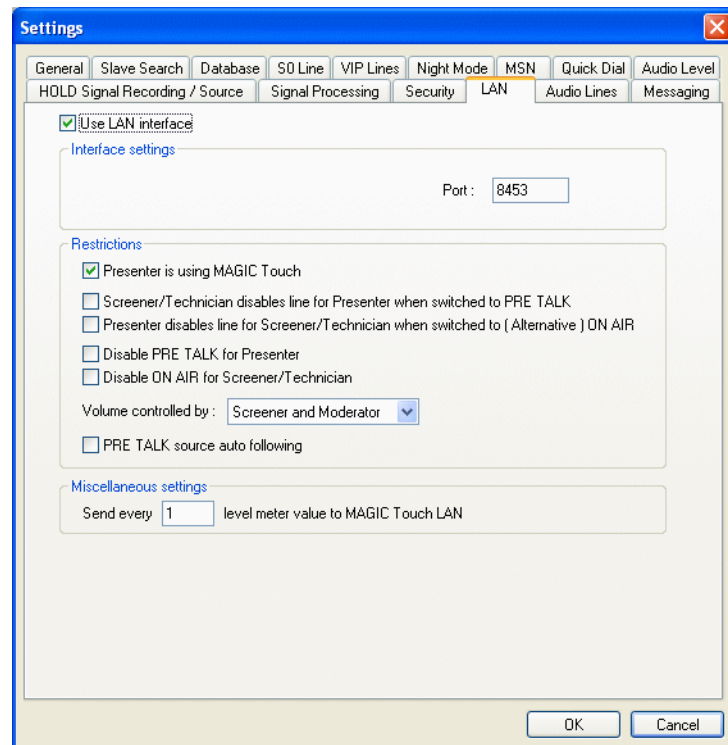 Settings
General Slave Search Database S0 Line VIP Lines Night Mode MSN Quick Dial Audio Level
HOLD Signal Recording / Source Signal Processing Security LAN Audio Lines Messaging
Use LAN interface
Interface settings
Port : 8453
Restrictions
Presenter is using MAGIC Touch
Screener/Technician disables line for Presenter when switched to PRE TALK
Presenter disables line for Screener/Technician when switched to ( Alternative ) ON AIR
Disable PRE TALK for Presenter
Disable ON AIR for Screener/Technician
Volume controlled by : Screener and Moderator
PRE TALK source auto following
Miscellaneous settings
Send every 1 level meter value to MAGIC Touch LAN
OK Cancel